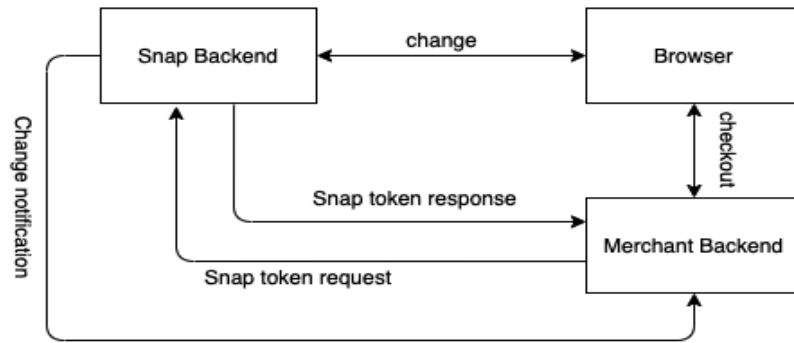 Snap Backend
change
Browser
Change notification
checkout
Snap token response
Merchant Backend
Snap token request